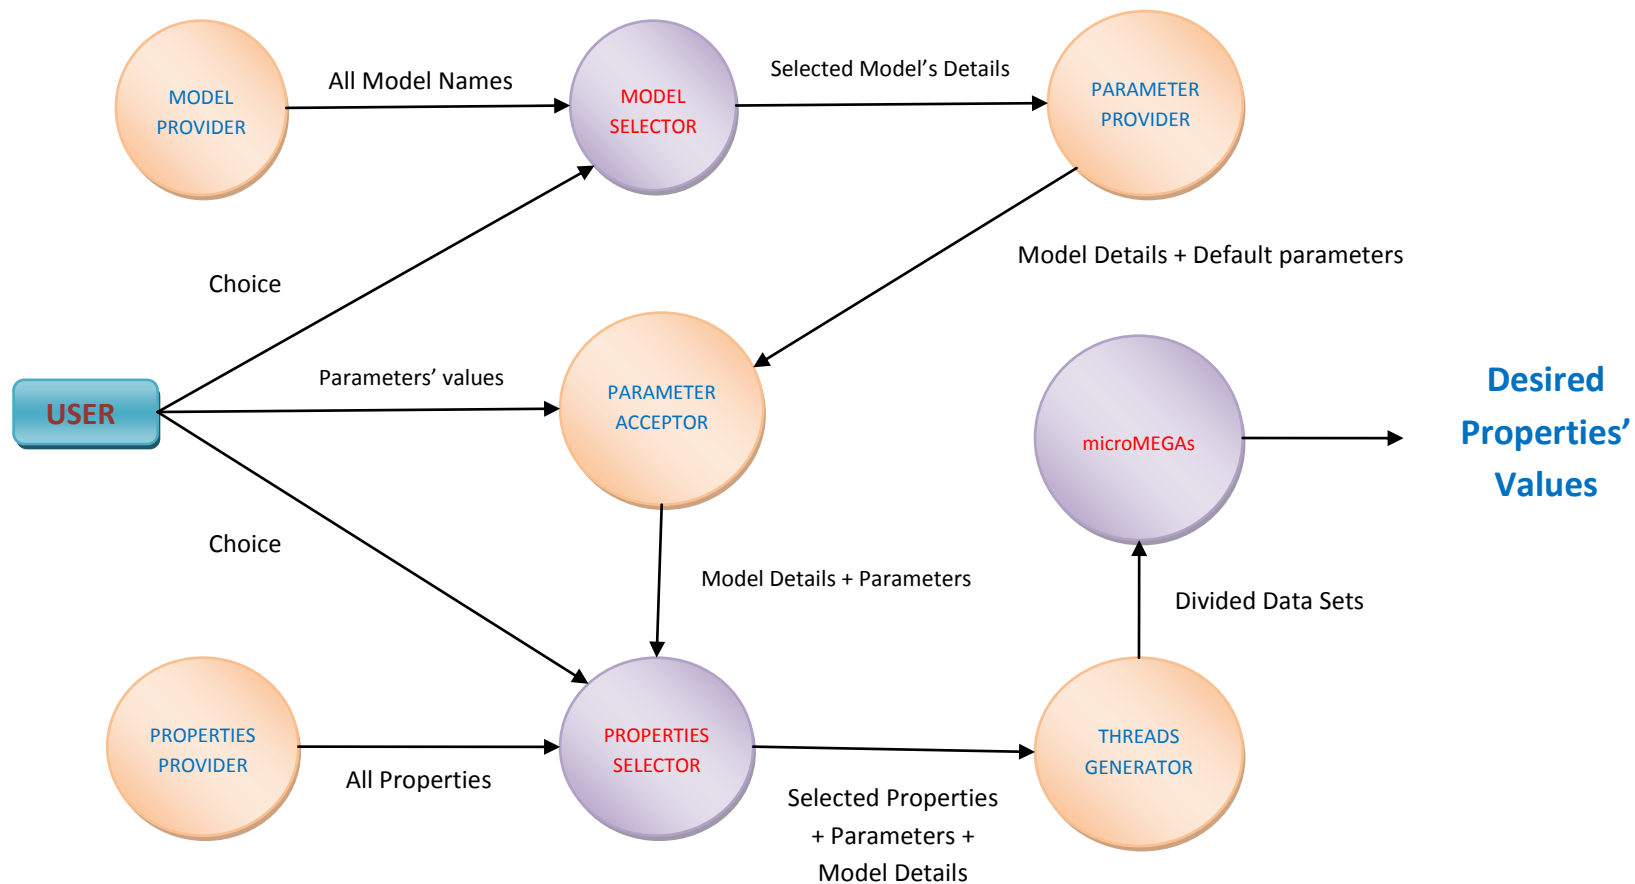 All Model Names
Selected Model’s Details
MODEL
PROVIDER
MODEL
SELECTOR
PARAMETER
PROVIDER
Model Details + Default parameters
Choice
USER
Parameters’ values
PARAMETER
ACCEPTOR
microMEGAs
Desired
Properties’
Values
Choice
Model Details + Parameters
Divided Data Sets
PROPERTIES
PROVIDER
All Properties
PROPERTIES
SELECTOR
THREADS
GENERATOR
Selected Properties
+ Parameters +
Model Details